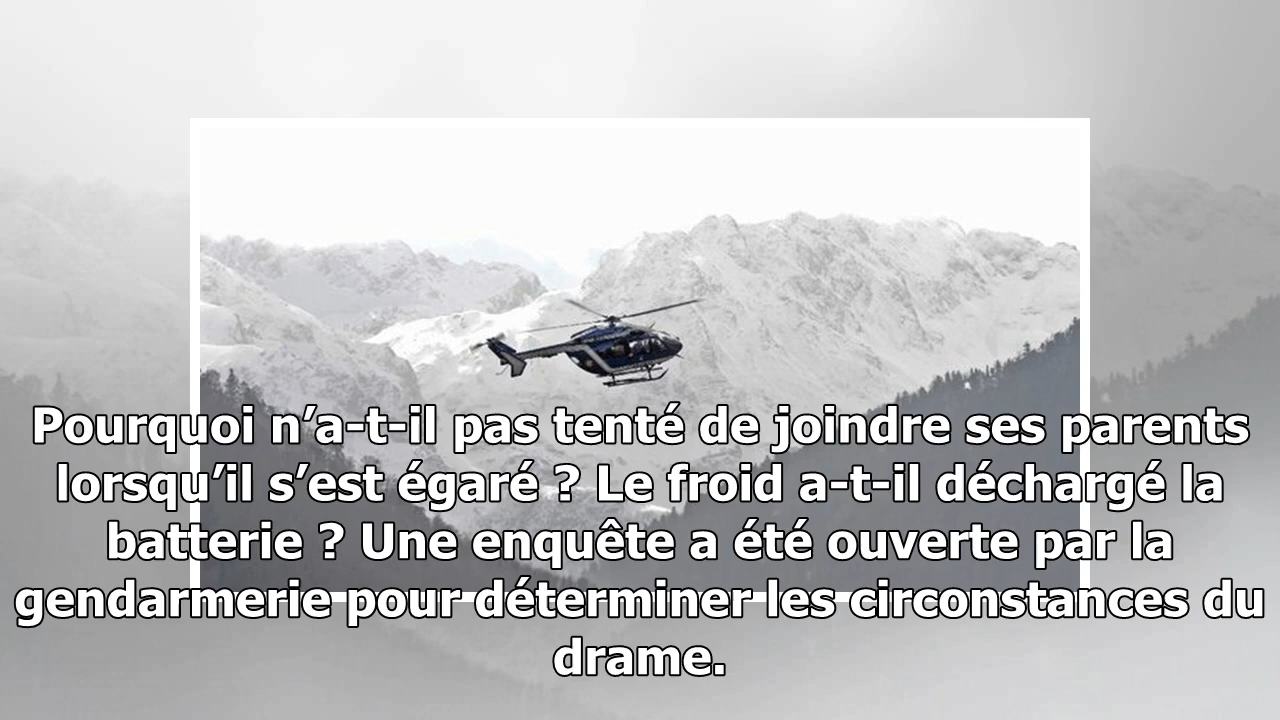 Pourquoi n’a-t-il pas tenté de joindre ses parents
lorsqu’il s’est égaré ? Le froid a-t-il déchargé la
batterie ? Une enquête a été ouverte par la
gendarmerie pour déterminer les circonstances du
drame.